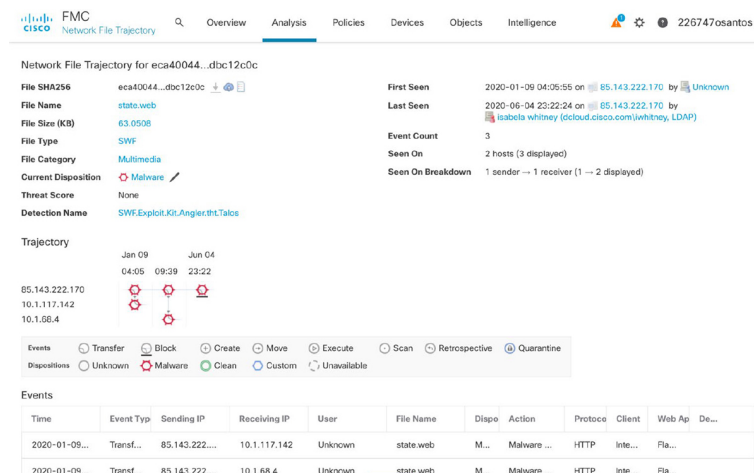 FMC
CISCO Network File Trajectory
Overview Analysis Policies Devices Objects Intelligence 226747osantos
Network File Trajectory for eca40044...dbc12c0c
File SHA256 eca40044...dbc12c0c First Seen 2020-01-09 04:05:55 on 85.143.222.170 by Unknown
File Name state.web Last Seen 2020-06-04 23:22:24 on 85.143.222.170 by
isabela whitney (dcloud.cisco.com\iwhitney, LDAP)
File Size (KB) 63.0508
Event Count 3
File Type SWF
Seen On 2 hosts (3 displayed)
File Category Multimedia
Seen On Breakdown 1 sender → 1 receiver (1 → 2 displayed)
Current Disposition Malware
Threat Score None
Detection Name SWF.Exploit.Kit.Angler.tht.Talos
Trajectory
Jan 09 Jun 04
04:05 09:39 23:22
85.143.222.170
10.1.117.142
10.1.68.4
Events Transfer Block Create Move Execute Scan Retrospective Quarantine
Dispositions Unknown Malware Clean Custom Unavailable
Events
Time Event Typ Sending IP Receiving IP User File Name Dispo Action Protoco Client Web Ap De...
2020-01-09... Transf... 85.143.222.... 10.1.117.142 Unknown state.web M... Malware ... HTTP Inte... Fla...
2020-01-09... Transf... 85.143.222.... 10.1.68.4 Unknown state.web M... Malware ... HTTP Inte... Fla...